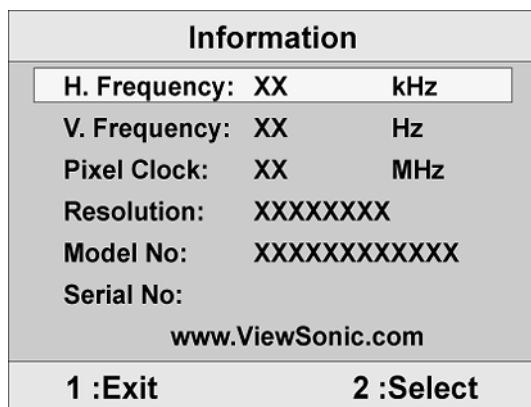 Information
H. Frequency: XX kHz
V. Frequency: XX Hz
Pixel Clock: XX MHz
Resolution: XXXXXXXX
Model No: XXXXXXXXXXXX
Serial No:
www.ViewSonic.com
1 :Exit 2 :Select